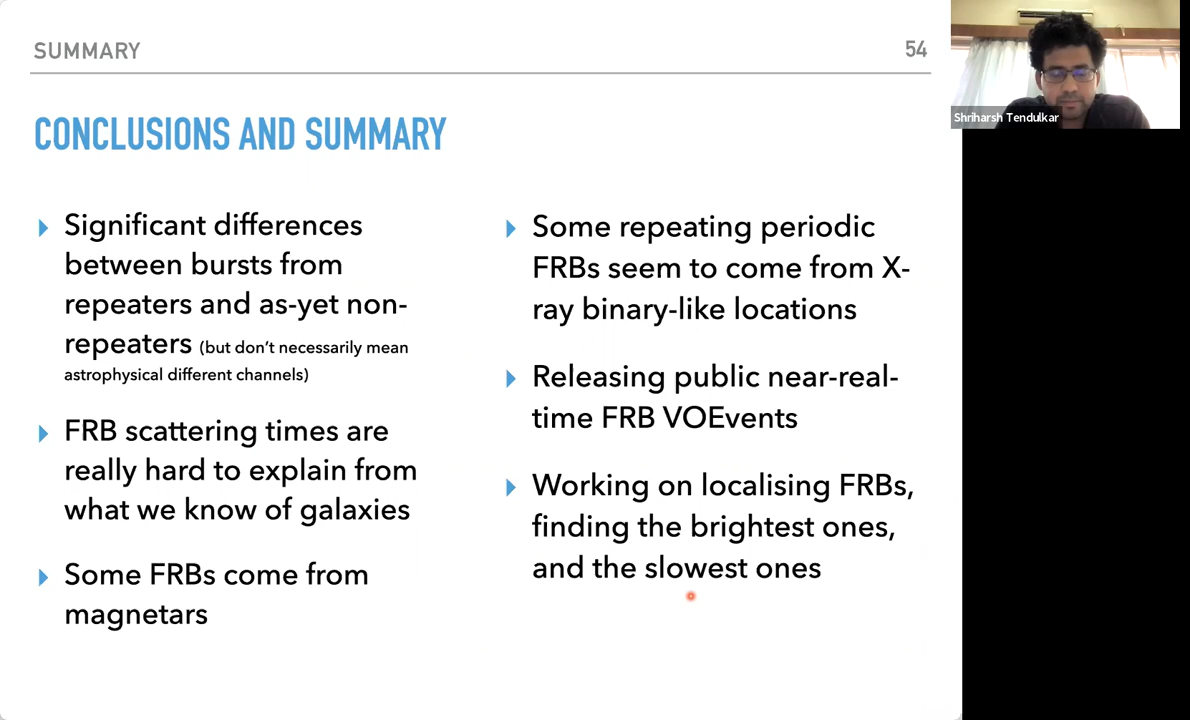 SUMMARY
54
CONCLUSIONS AND SUMMARY
Significant differences
between bursts from
repeaters and as-yet non-
repeaters (but don't necessarily mean
astrophysical different channels)
FRB scattering times are
really hard to explain from
what we know of galaxies
Some FRBs come from
magnetars
Some repeating periodic
FRBs seem to come from X-
ray binary-like locations
Releasing public near-real-
time FRB VOEvents
Working on localising FRBs,
finding the brightest ones,
and the slowest ones
Shriharsh Tendulkar